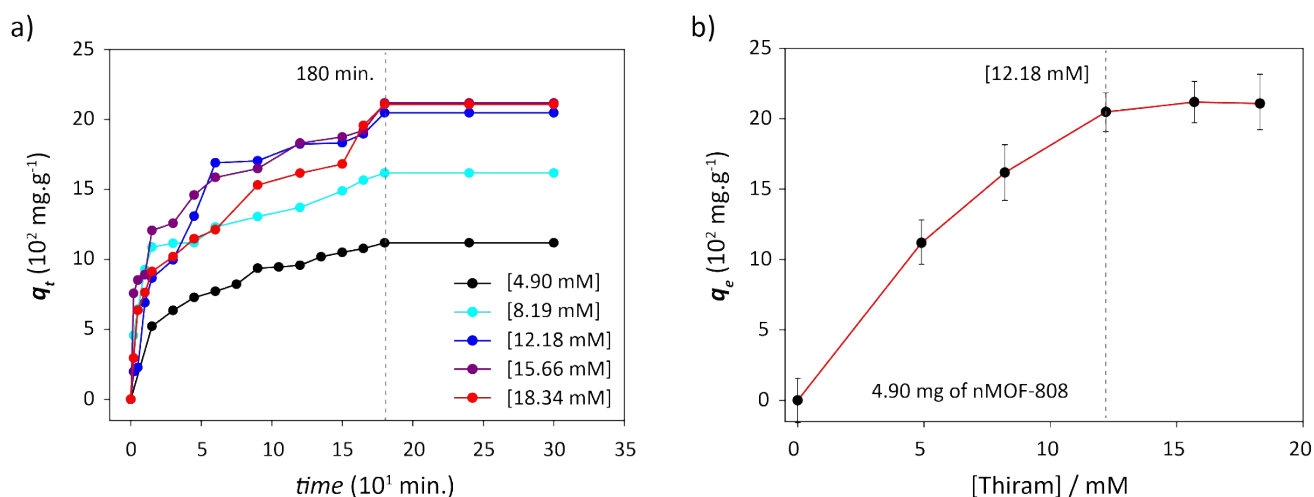 a)
25
20
15
10
5
0
qₜ (10² mg.g⁻¹)
180 min.
[4.90 mM]
[8.19 mM]
[12.18 mM]
[15.66 mM]
[18.34 mM]
0 5 10 15 20 25 30 35
time (10¹ min.)
b)
25
20
15
10
5
0
qₑ (10² mg.g⁻¹)
[12.18 mM]
4.90 mg of nMOF-808
0 5 10 15 20
[Thiram] / mM